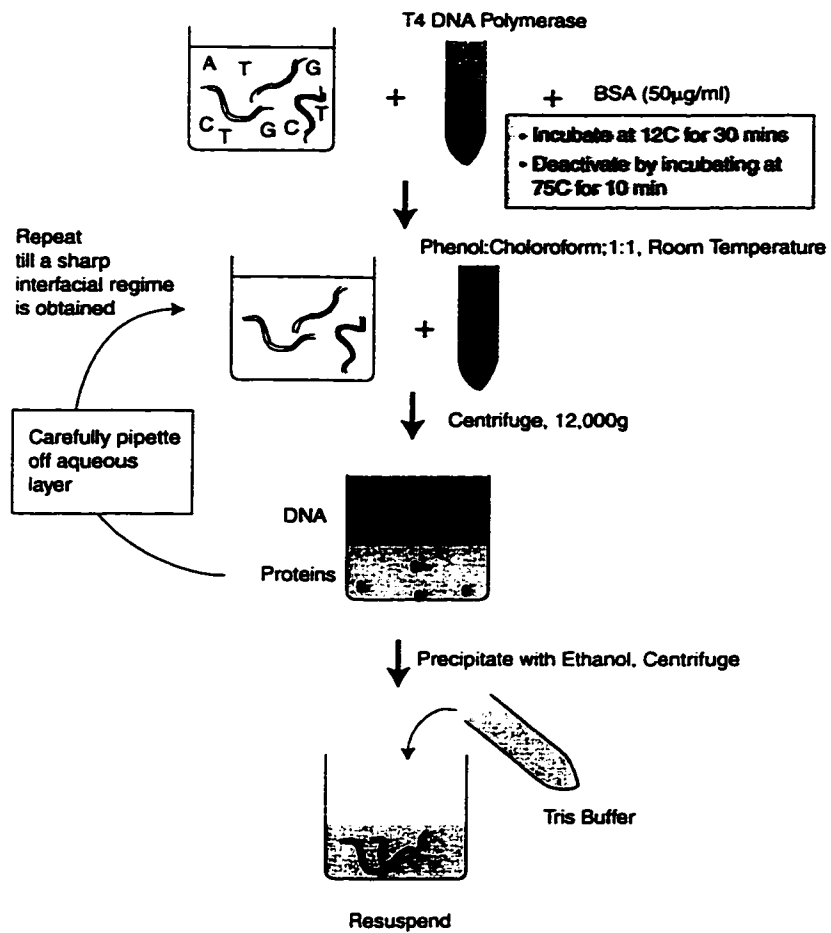 T4 DNA Polymerase
A T G
C T G C T
+
+ BSA (50µg/ml)
• Incubate at 12C for 30 mins
• Deactivate by incubating at
75C for 10 min
Repeat
till a sharp
interfacial regime
is obtained
Phenol:Choloroform;1:1, Room Temperature
+
Centrifuge, 12,000g
Carefully pipette
off aqueous
layer
DNA
Proteins
Precipitate with Ethanol, Centrifuge
Tris Buffer
Resuspend